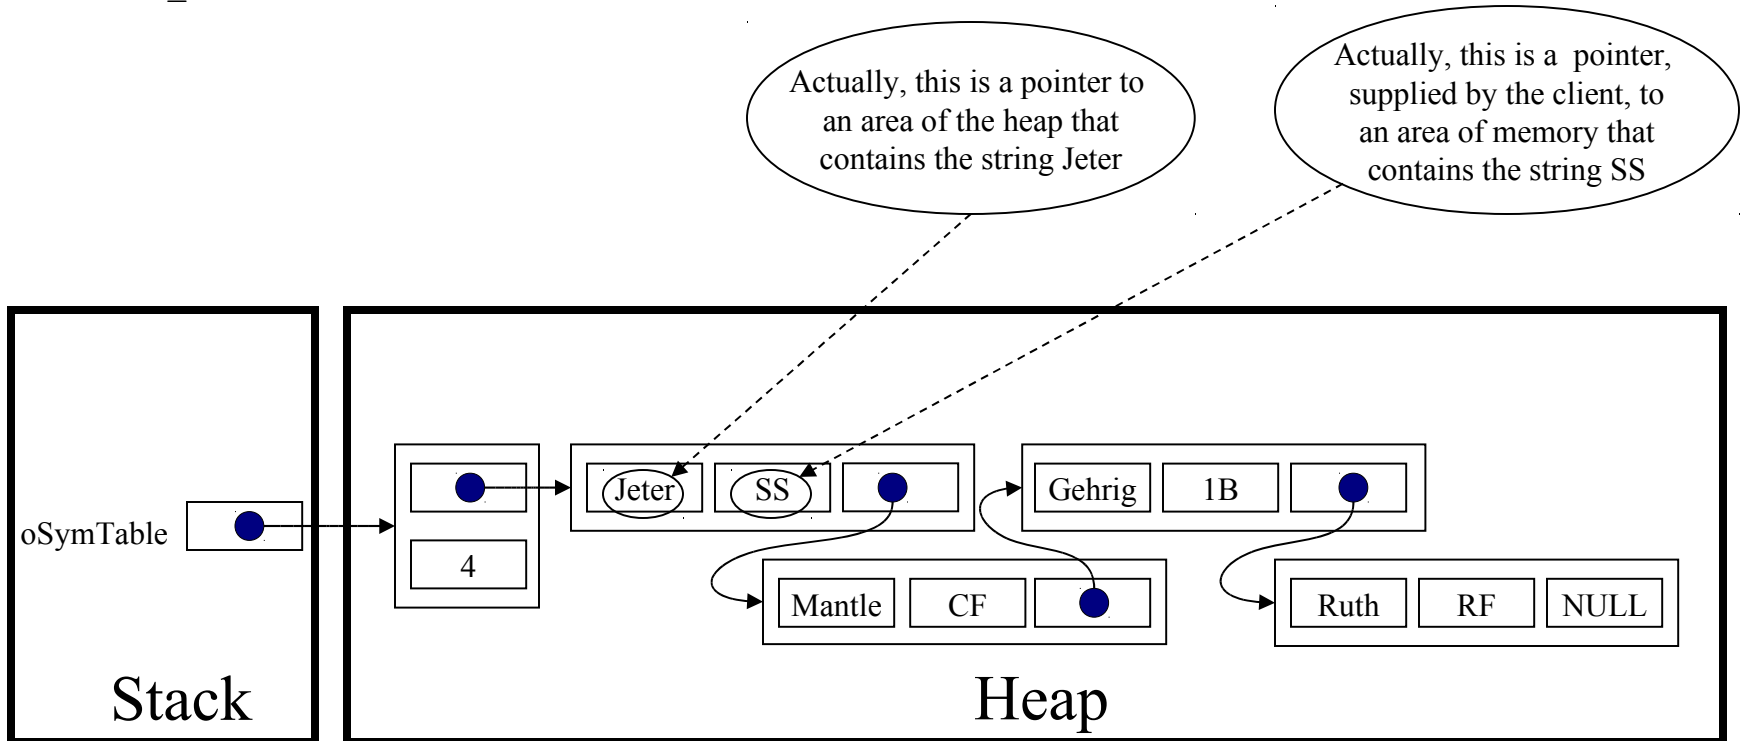 Actually, this is a pointer to
an area of the heap that
contains the string Jeter
Actually, this is a pointer,
supplied by the client, to
an area of memory that
contains the string SS
oSymTable
4
Jeter
SS
Gehrig
1B
Mantle
CF
Ruth
RF
NULL
Stack
Heap